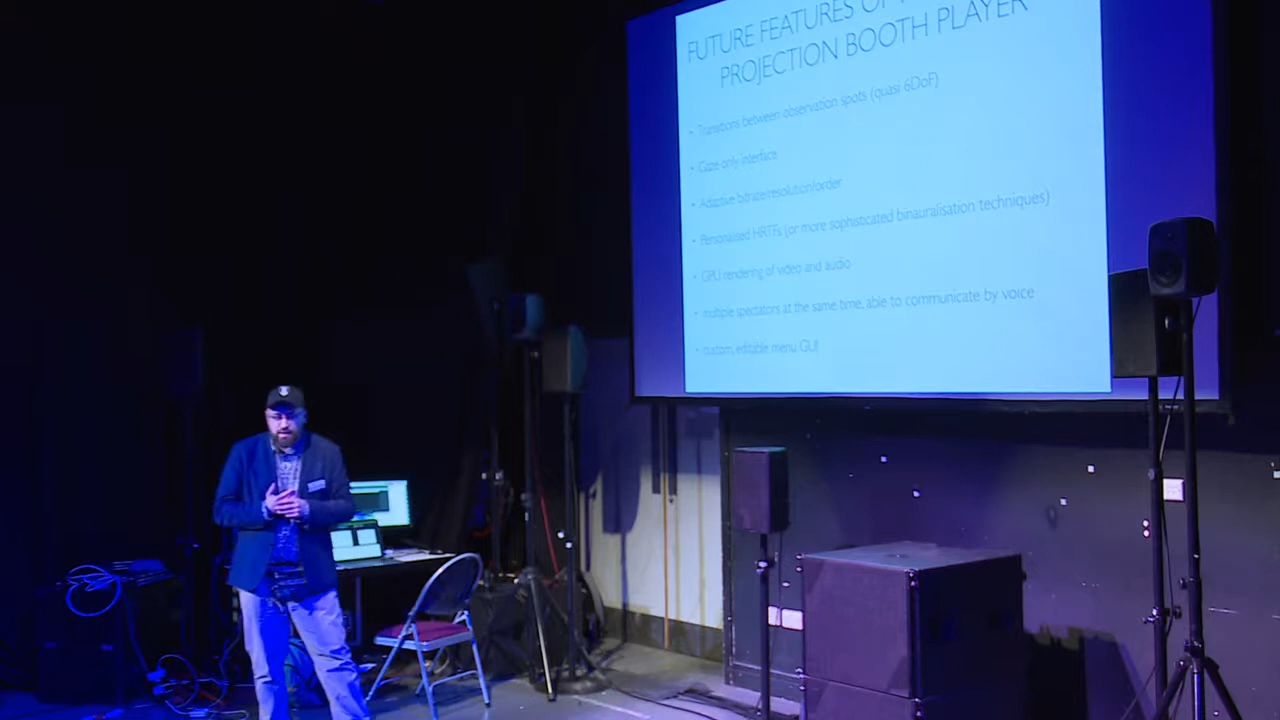 FUTURE FEATURES OF
PROJECTION BOOTH PLAYER
• Transitions between observation spots (quasi 6DoF)
• Gaze only interface
• Adaptive bitrate/resolution/order
• Personalised HRTFs (or more sophisticated binauralisation techniques)
• GPU rendering of video and audio
• multiple spectators at the same time, able to communicate by voice
• custom, editable menu GUI